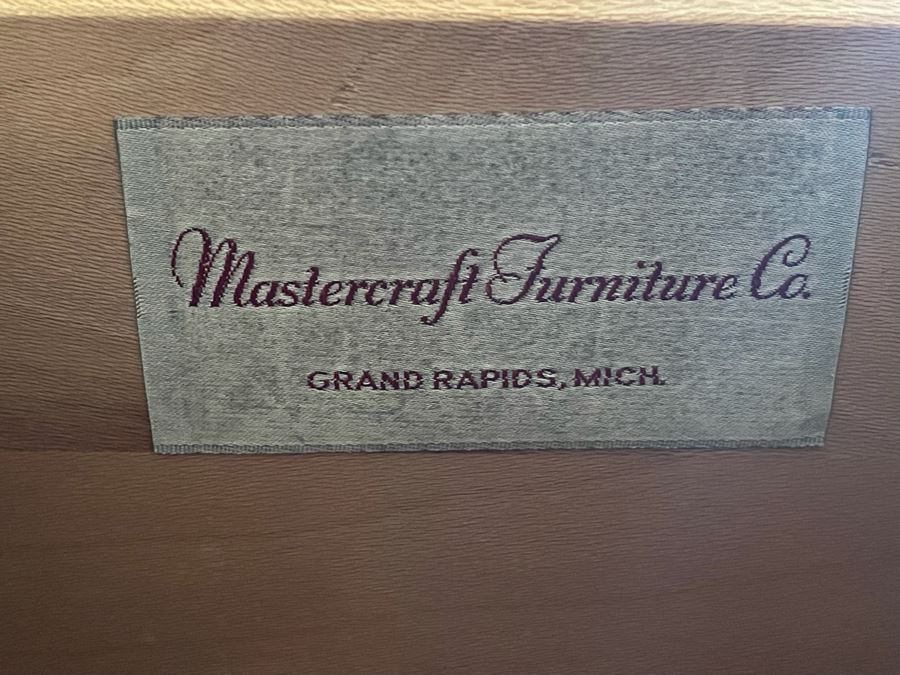 Mastercraft Furniture Co.
GRAND RAPIDS, MICH.